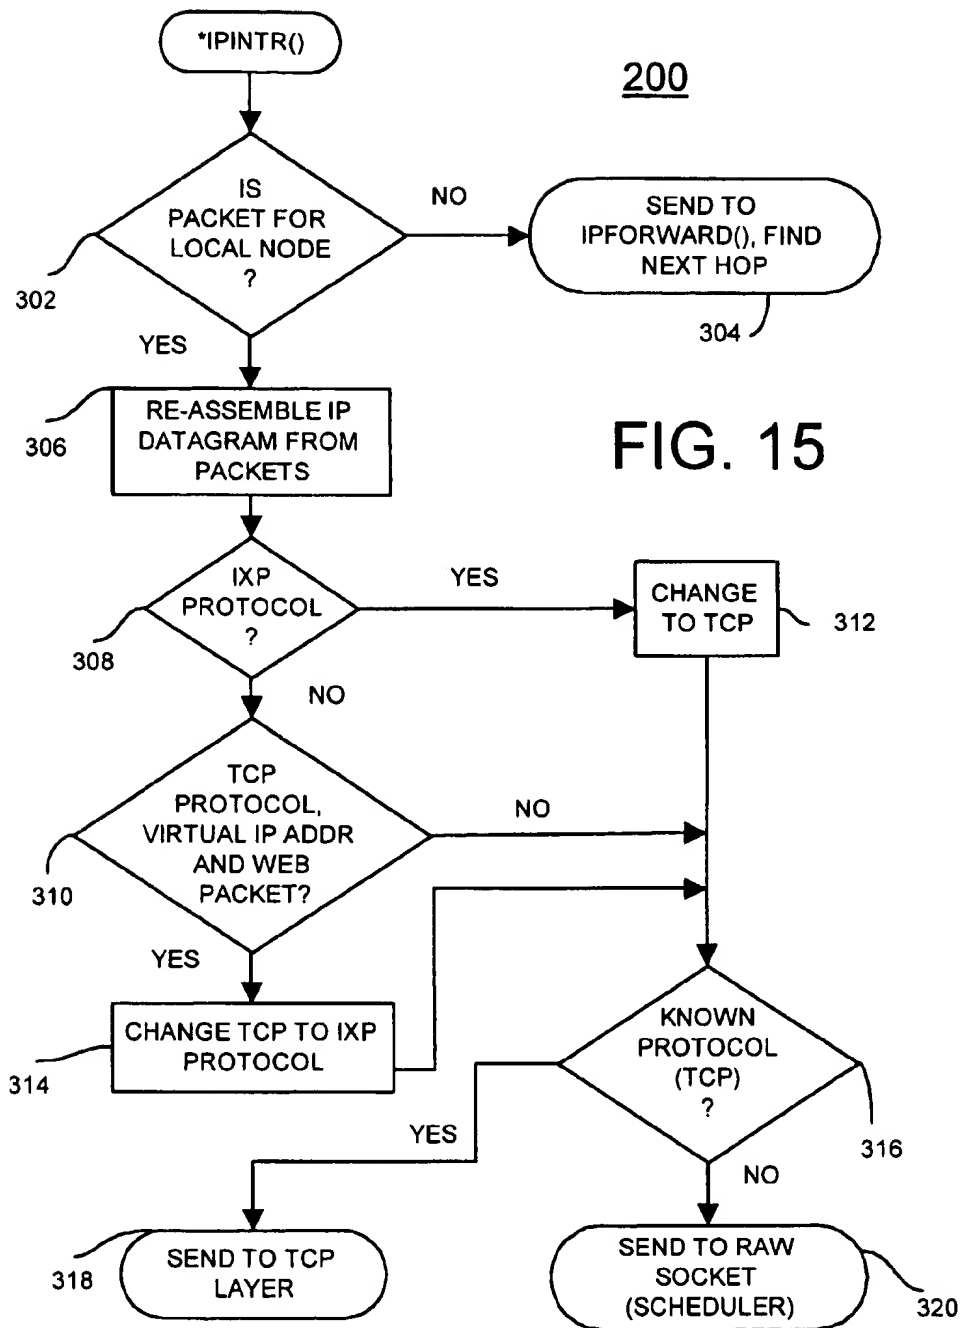 *IPINTR()
200
IS
PACKET FOR
LOCAL NODE
?
302
NO
SEND TO
IPFORWARD(), FIND
NEXT HOP
304
YES
306
RE-ASSEMBLE IP
DATAGRAM FROM
PACKETS
FIG. 15
IXP
PROTOCOL
?
308
YES
CHANGE
TO TCP
312
NO
TCP
PROTOCOL,
VIRTUAL IP ADDR
AND WEB
PACKET?
310
NO
YES
CHANGE TCP TO IXP
PROTOCOL
314
KNOWN
PROTOCOL
(TCP)
?
316
YES
NO
SEND TO TCP
LAYER
318
SEND TO RAW
SOCKET
(SCHEDULER)
320